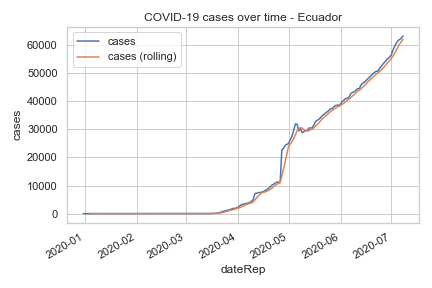 COVID-19 cases over time - Ecuador
cases
cases (rolling)
60000
50000
40000
30000
20000
10000
0
cases
2020-01
2020-02
2020-03
2020-04
2020-05
2020-06
2020-07
dateRep